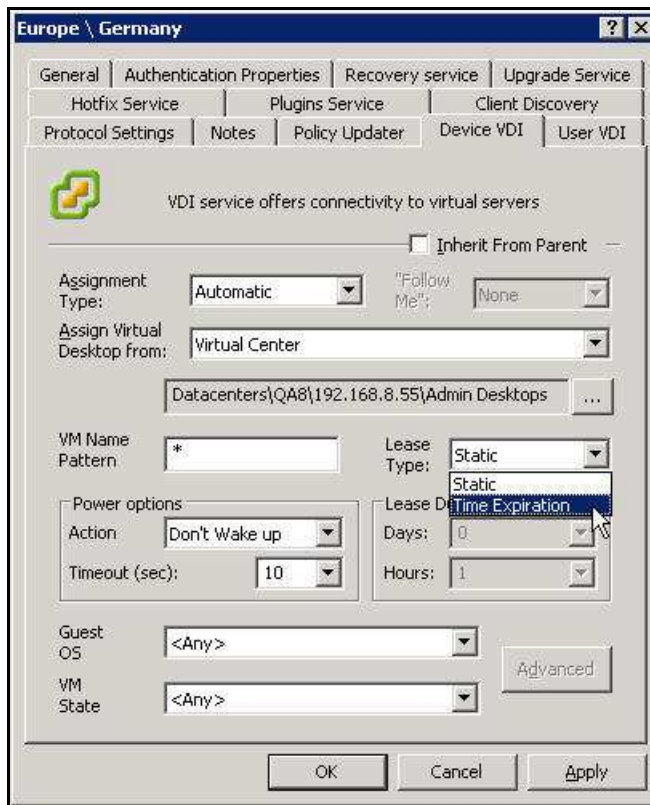 Europe \ Germany
General
Authentication Properties
Recovery service
Upgrade Service
Hotfix Service
Plugins Service
Client Discovery
Protocol Settings
Notes
Policy Updater
Device VDI
User VDI
VDI service offers connectivity to virtual servers
Inherit From Parent
Assignment
Type:
Automatic
"Follow
Me":
None
Assign Virtual
Desktop from:
Virtual Center
Datacenters\QA8\192.168.8.55\Admin Desktops
...
VM Name
Pattern
*
Lease
Type:
Static
Static
Time Expiration
Power options
Lease D
Action
Don't Wake up
Days:
0
Timeout (sec):
10
Hours:
1
Guest
OS
<Any>
Advanced
VM
State
<Any>
OK
Cancel
Apply